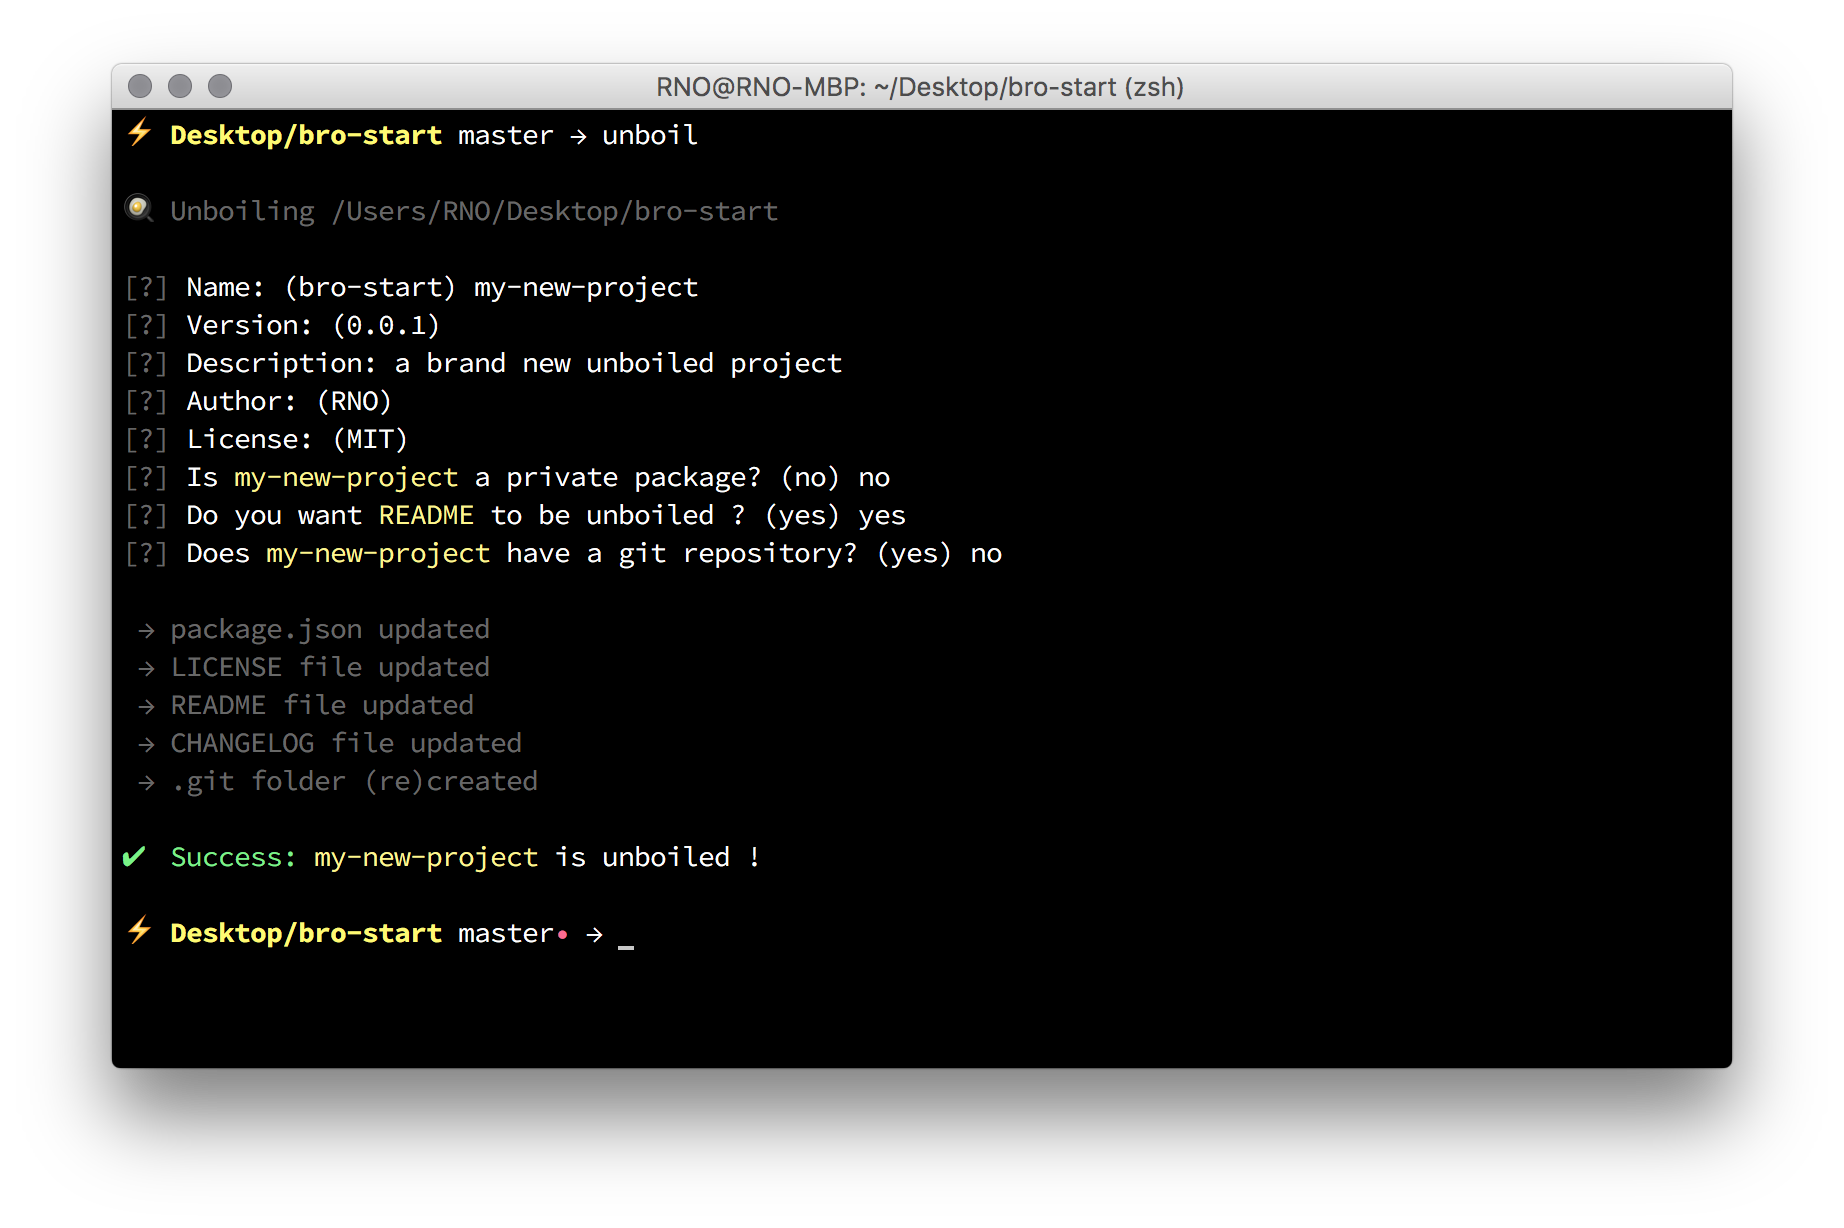 RNO@RNO-MBP: ~/Desktop/bro-start (zsh)
⚡ Desktop/bro-start master → unboil
🍳 Unboiling /Users/RNO/Desktop/bro-start
[?] Name: (bro-start) my-new-project
[?] Version: (0.0.1)
[?] Description: a brand new unboiled project
[?] Author: (RNO)
[?] License: (MIT)
[?] Is my-new-project a private package? (no) no
[?] Do you want README to be unboiled ? (yes) yes
[?] Does my-new-project have a git repository? (yes) no
→ package.json updated
→ LICENSE file updated
→ README file updated
→ CHANGELOG file updated
→ .git folder (re)created
✔ Success: my-new-project is unboiled !
⚡ Desktop/bro-start master• → _